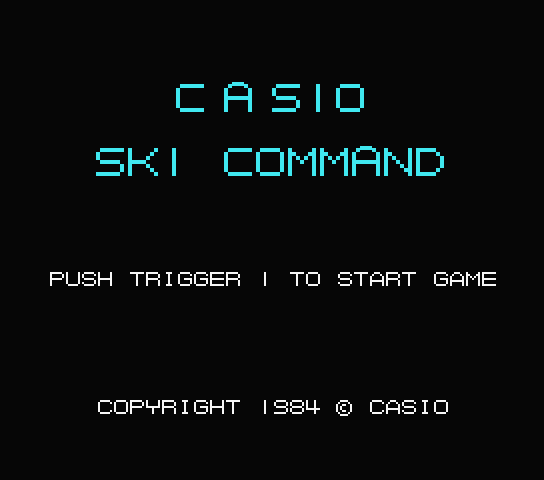 CASIO
SKI COMMAND
PUSH TRIGGER 1 TO START GAME
COPYRIGHT 1984 © CASIO